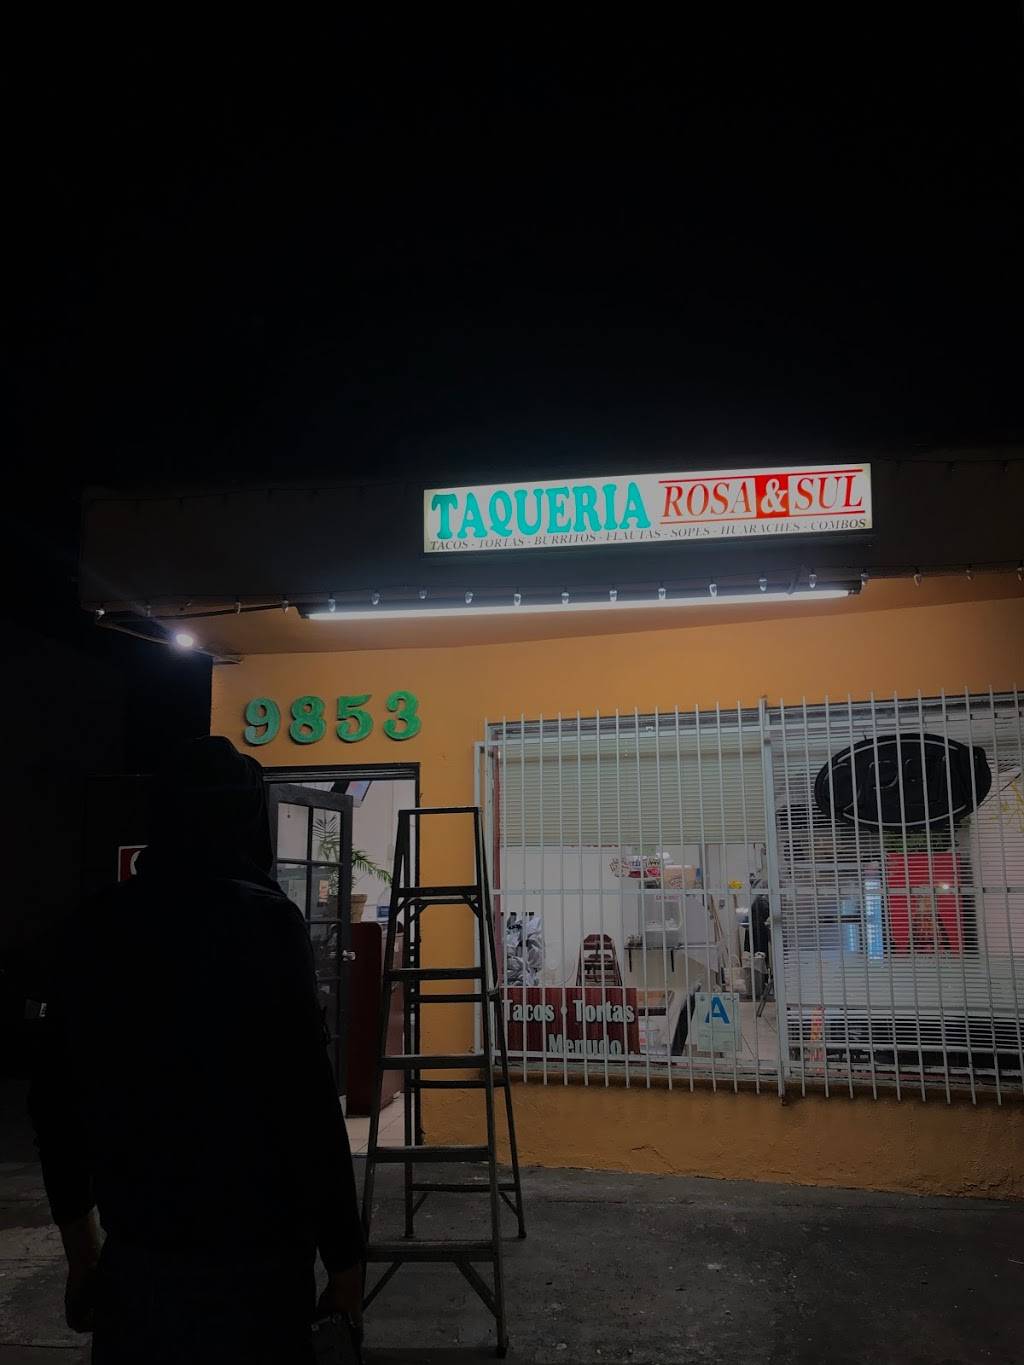 TAQUERIA ROSA & SUL
TACOS - TORTAS - BURRITOS - FLAUTAS - SOPES - HUARACHES - COMBOS
9853
Tacos • Tortas
Menudo
A